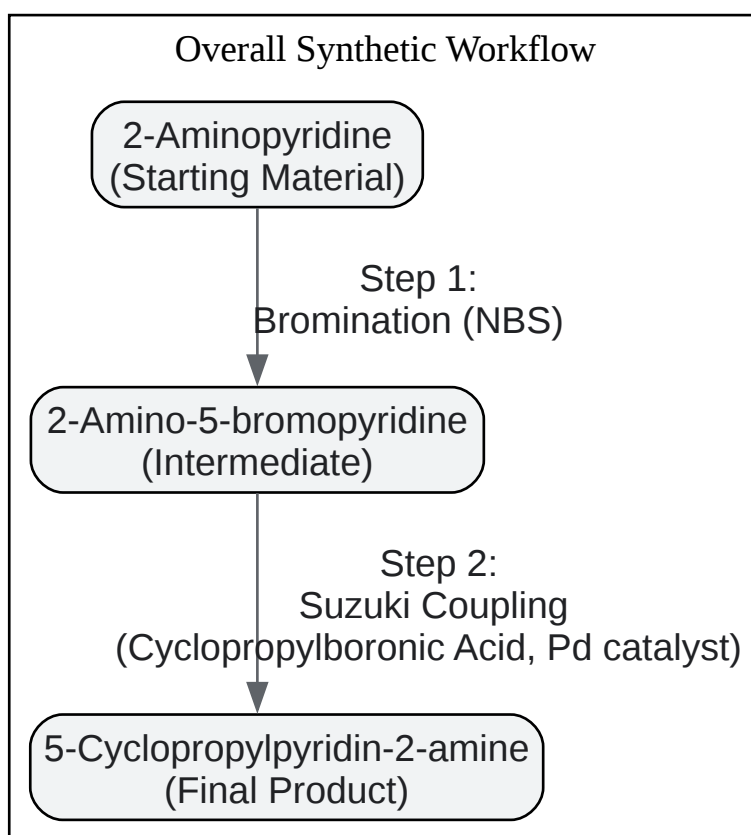 Overall Synthetic Workflow
2-Aminopyridine
(Starting Material)
Step 1:
Bromination (NBS)
2-Amino-5-bromopyridine
(Intermediate)
Step 2:
Suzuki Coupling
(Cyclopropylboronic Acid, Pd catalyst)
5-Cyclopropylpyridin-2-amine
(Final Product)